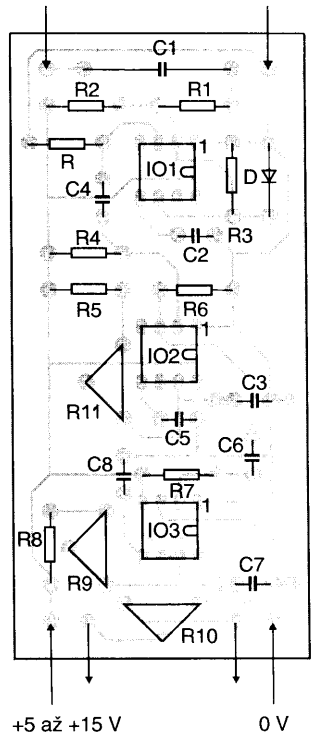 C1
R2 R1
R 1
IO1 D
C4
R3
C2
R4
R5 R6
1
IO2
R11 C3
C5
C6
C8
R7
1
R8 IO3
R9 C7
R10
+5 až +15 V 0 V